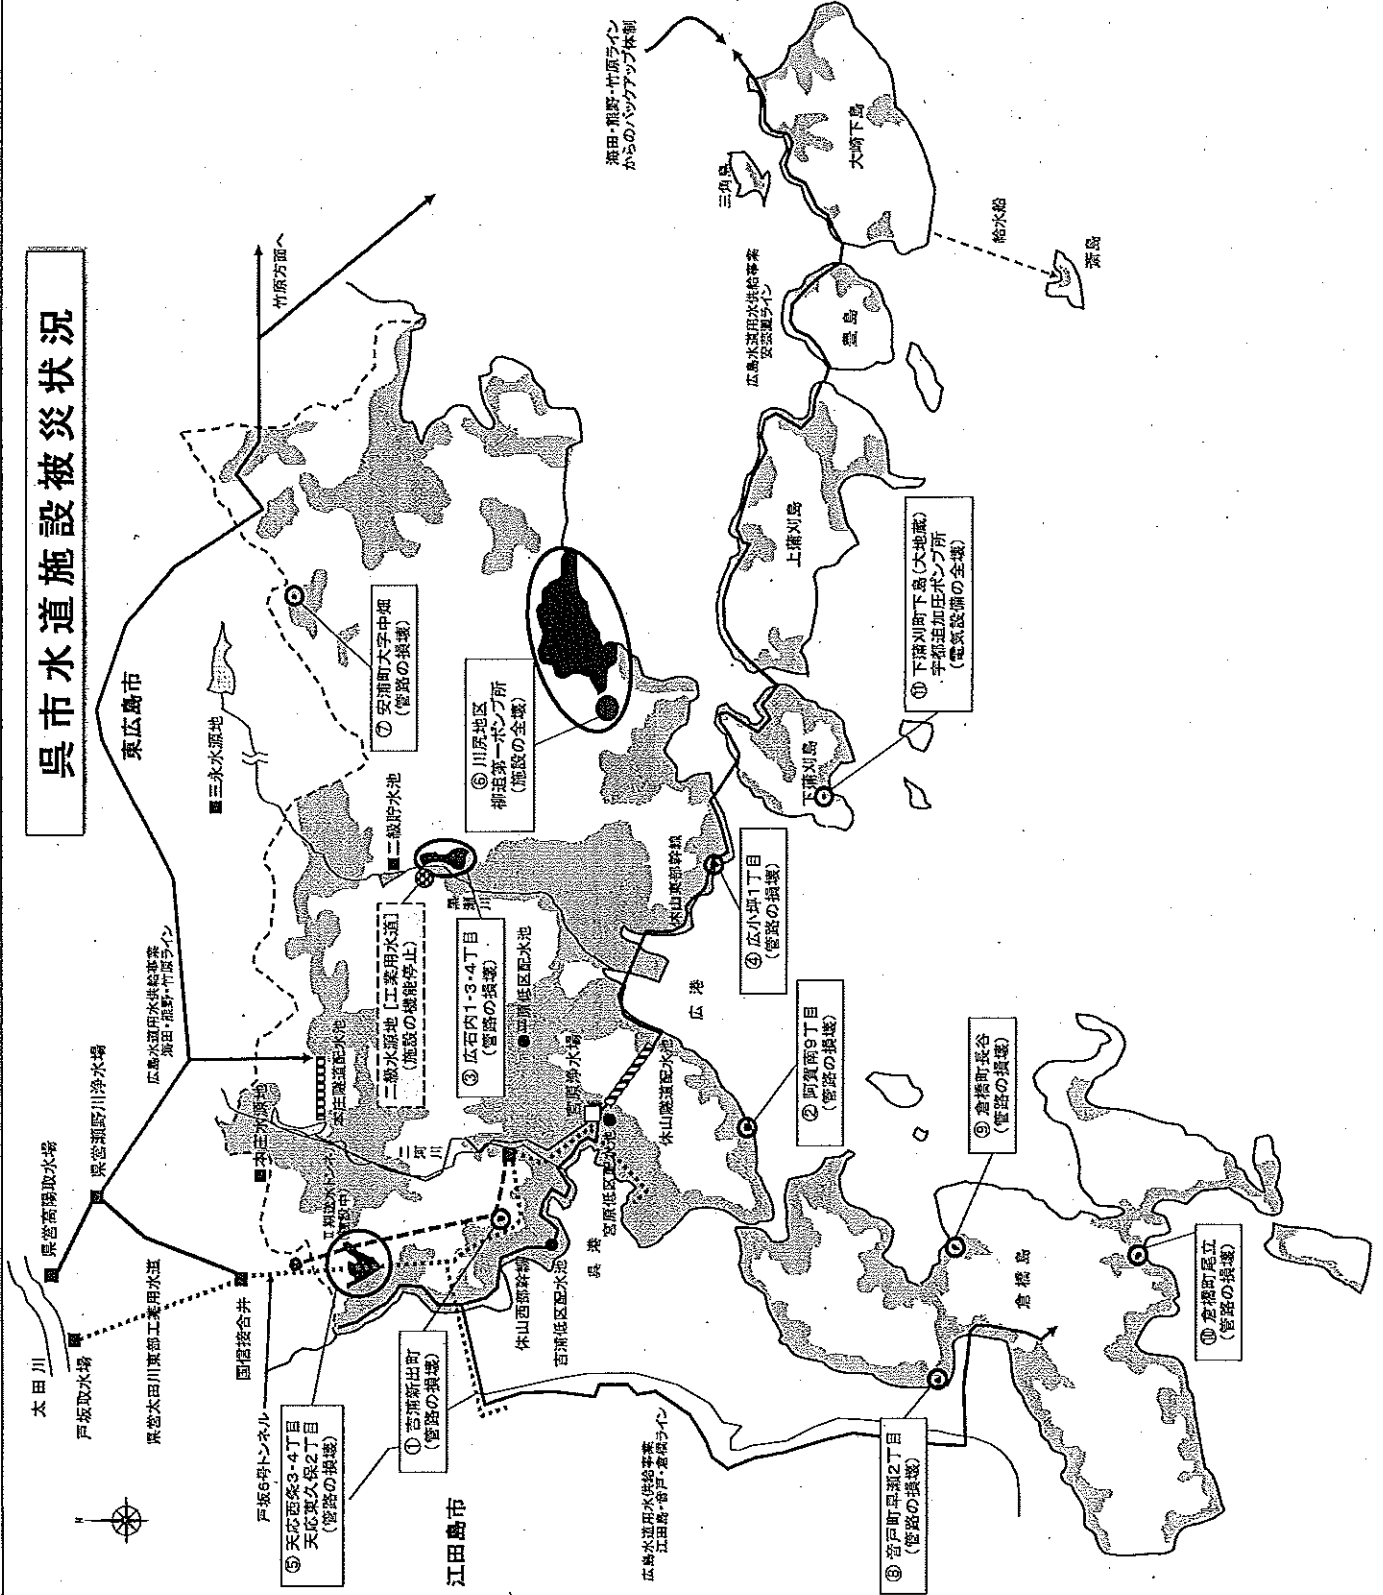 呉市水道施設被災状況
N
太田川
県営高陽取水場
戸坂取水場
県営瀬野川浄水場
県営太田川東部工業用水道
国信接合井
戸坂6号トンネル
広島水道用水供給事業
海田・熊野・竹原ライン
東広島市
竹原方面へ
三永水源地
本庄水源地
本庄隧道配水池
二級貯水池
二級水源地 [工業用水道]
(施設の機能停止)
黒瀬川
二河川
⑤ 天応西条3・4丁目
天応東久保2丁目
(管路の損壊)
① 吉浦新出町
(管路の損壊)
③ 広石内1・3・4丁目
(管路の損壊)
⑦ 安浦町大字中畑
(管路の損壊)
⑥ 川尻地区
柳迫第一ポンプ所
(施設の全壊)
平原低区配水池
宮原浄水場
宮原低区配水池
休山隧道配水池
休山西部幹線
吉浦低区配水池
呉港
広港
休山東部幹線
④ 広小坪1丁目
(管路の損壊)
② 阿賀南9丁目
(管路の損壊)
江田島市
広島水道用水供給事業
江田島・音戸・倉橋ライン
⑧ 音戸町早瀬2丁目
(管路の損壊)
⑨ 倉橋町長谷
(管路の損壊)
⑩ 倉橋町尾立
(管路の損壊)
倉橋島
下蒲刈島
⑪ 下蒲刈町下島(大地蔵)
宇都迫加圧ポンプ所
(電気設備の全壊)
上蒲刈島
広島水道用水供給事業
安芸灘ライン
豊島
三角島
大崎下島
海田・熊野・竹原ライン
からのバックアップ体制
給水船
斎島